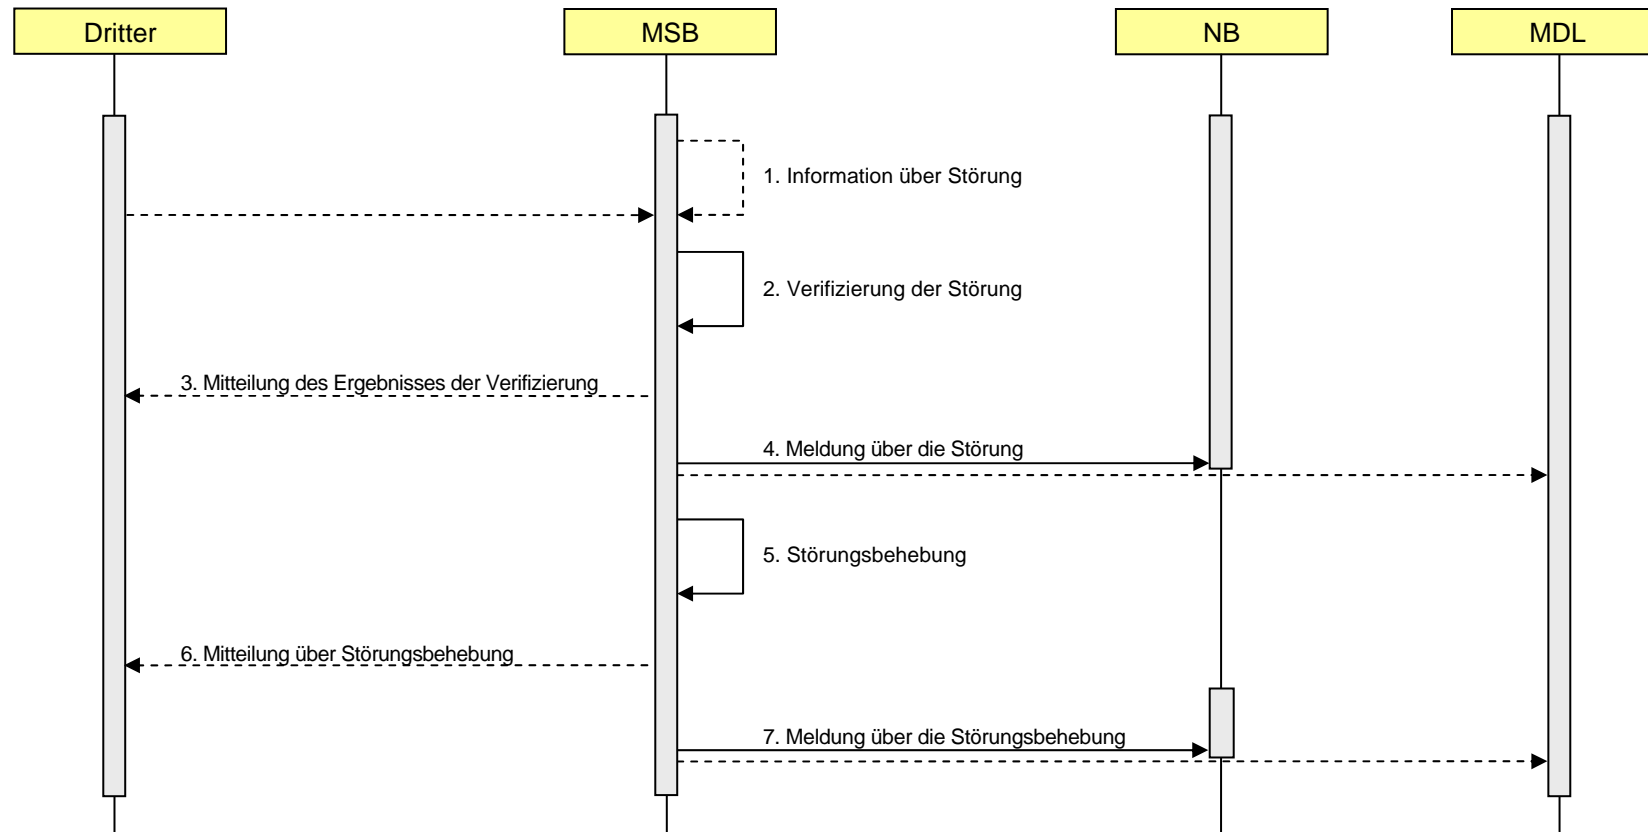 Dritter
MSB
NB
MDL
1. Information über Störung
2. Verifizierung der Störung
3. Mitteilung des Ergebnisses der Verifizierung
4. Meldung über die Störung
5. Störungsbehebung
6. Mitteilung über Störungsbehebung
7. Meldung über die Störungsbehebung